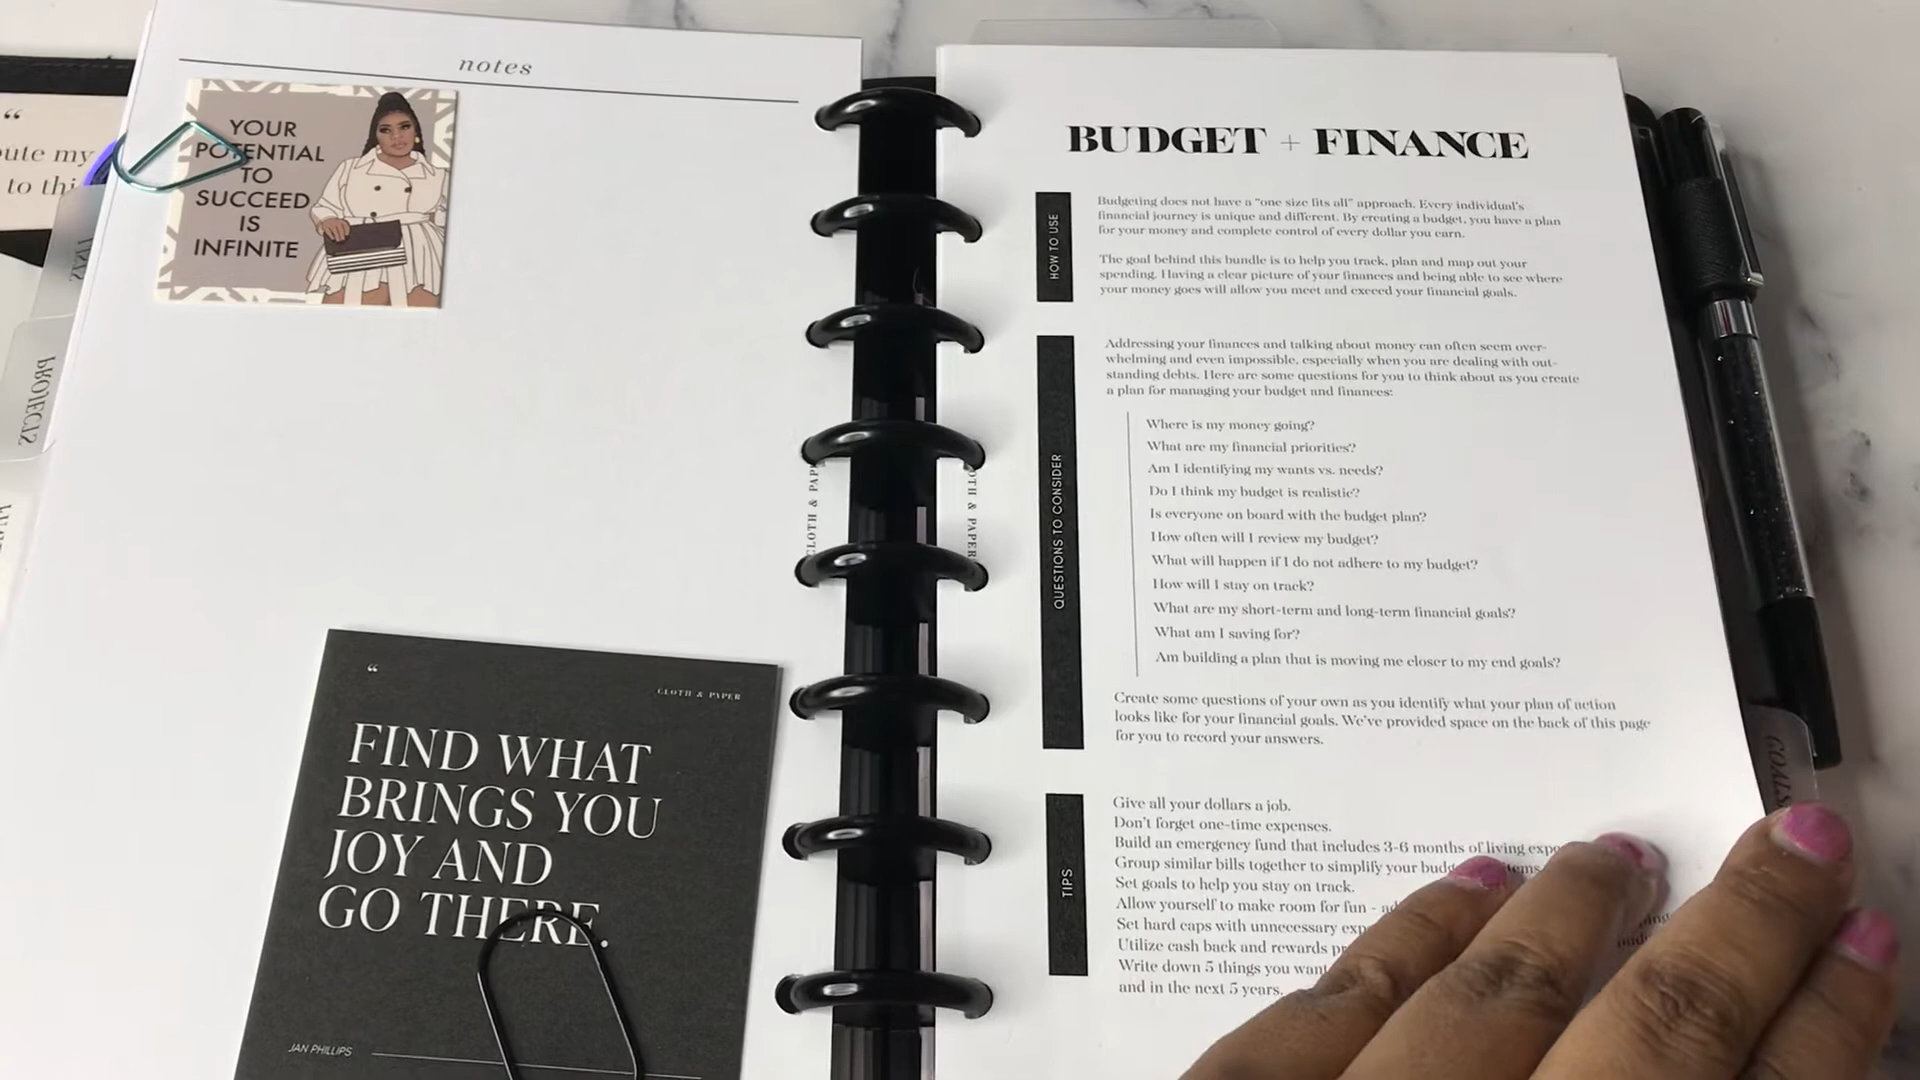 “
ute my
to thi
PROJECTS
notes
YOUR
POTENTIAL
TO
SUCCEED
IS
INFINITE
“
CLOTH & PAPER
FIND WHAT
BRINGS YOU
JOY AND
GO THERE.
JAN PHILLIPS
CLOTH & PAP
OTH & PAPER
BUDGET + FINANCE
HOW TO USE
Budgeting does not have a "one size fits all" approach. Every individual's
financial journey is unique and different. By creating a budget, you have a plan
for your money and complete control of every dollar you earn.
The goal behind this bundle is to help you track, plan and map out your
spending. Having a clear picture of your finances and being able to see where
your money goes will allow you meet and exceed your financial goals.
QUESTIONS TO CONSIDER
Addressing your finances and talking about money can often seem over-
whelming and even impossible, especially when you are dealing with out-
standing debts. Here are some questions for you to think about as you create
a plan for managing your budget and finances:
Where is my money going?
What are my financial priorities?
Am I identifying my wants vs. needs?
Do I think my budget is realistic?
Is everyone on board with the budget plan?
How often will I review my budget?
What will happen if I do not adhere to my budget?
How will I stay on track?
What are my short-term and long-term financial goals?
What am I saving for?
Am building a plan that is moving me closer to my end goals?
Create some questions of your own as you identify what your plan of action
looks like for your financial goals. We've provided space on the back of this page
for you to record your answers.
TIPS
Give all your dollars a job.
Don't forget one-time expenses.
Build an emergency fund that includes 3-6 months of living expe
Group similar bills together to simplify your budg tems
Set goals to help you stay on track.
Allow yourself to make room for fun - ad
Set hard caps with unnecessary exp
Utilize cash back and rewards pr
Write down 5 things you want
and in the next 5 years.
GOALS